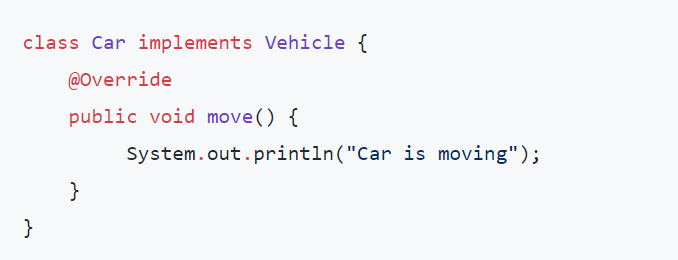 class Car implements Vehicle {
    @Override
    public void move() {
         System.out.println("Car is moving");
    }
}